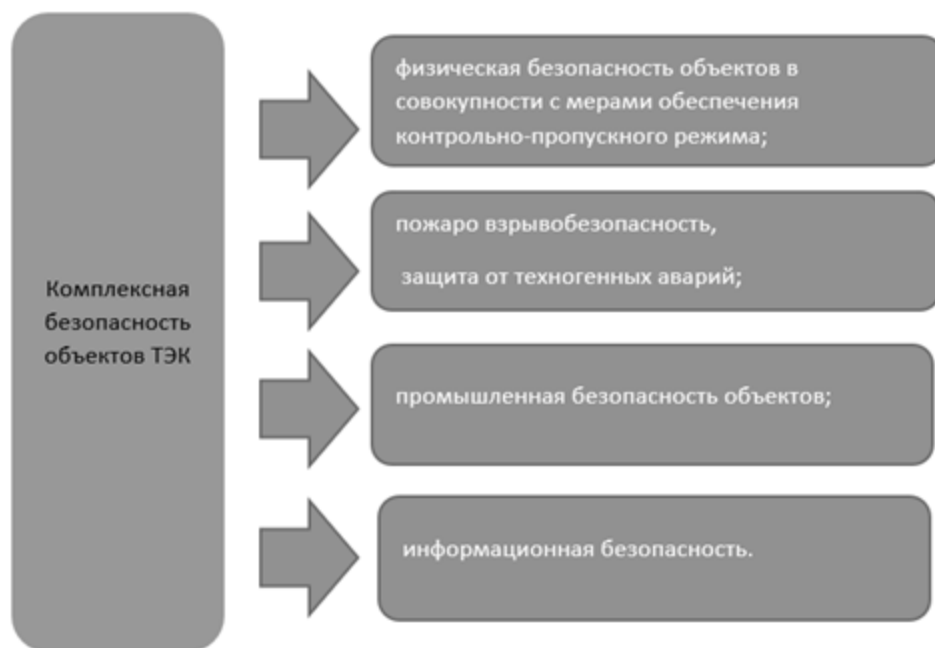 Комплексная
безопасность
объектов ТЭК
физическая безопасность объектов в
совокупности с мерами обеспечения
контрольно-пропускного режима;
пожаро взрывобезопасность,
защита от техногенных аварий;
промышленная безопасность объектов;
информационная безопасность.